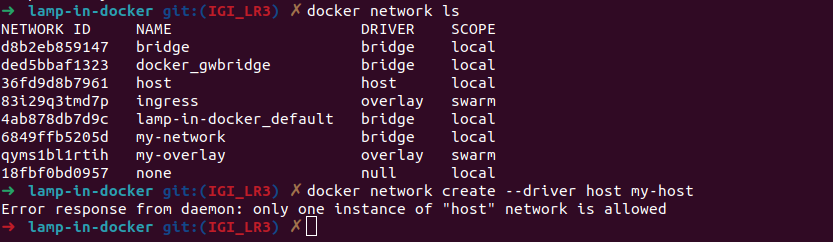 ➜ lamp-in-docker git:(IGI_LR3) ✗ docker network ls
NETWORK ID     NAME                     DRIVER    SCOPE
d8b2eb859147   bridge                   bridge    local
ded5bbaf1323   docker_gwbridge          bridge    local
36fd9d8b7961   host                     host      local
83i29q3tmd7p   ingress                  overlay   swarm
4ab878db7d9c   lamp-in-docker_default   bridge    local
6849ffb5205d   my-network               bridge    local
qyms1bl1rtih   my-overlay               overlay   swarm
18fbf0bd0957   none                     null      local
➜ lamp-in-docker git:(IGI_LR3) ✗ docker network create --driver host my-host
Error response from daemon: only one instance of "host" network is allowed
➜ lamp-in-docker git:(IGI_LR3) ✗